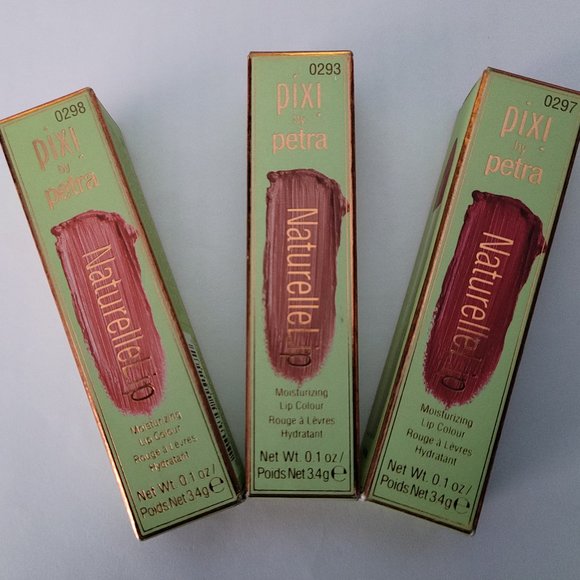 0298
pixi
by
petra
NaturelleLip
Moisturizing
Lip Colour
Rouge à Lèvres
Hydratant
Net Wt. 0.1 oz/
Poids Net 3.4g℮
0293
pixi
by
petra
NaturelleLip
Moisturizing
Lip Colour
Rouge à Lèvres
Hydratant
Net Wt. 0.1 oz/
Poids Net 3.4g℮
0297
pixi
by
petra
NaturelleLip
Moisturizing
Lip Colour
Rouge à Lèvres
Hydratant
Net Wt. 0.1 oz/
Poids Net 3.4g℮